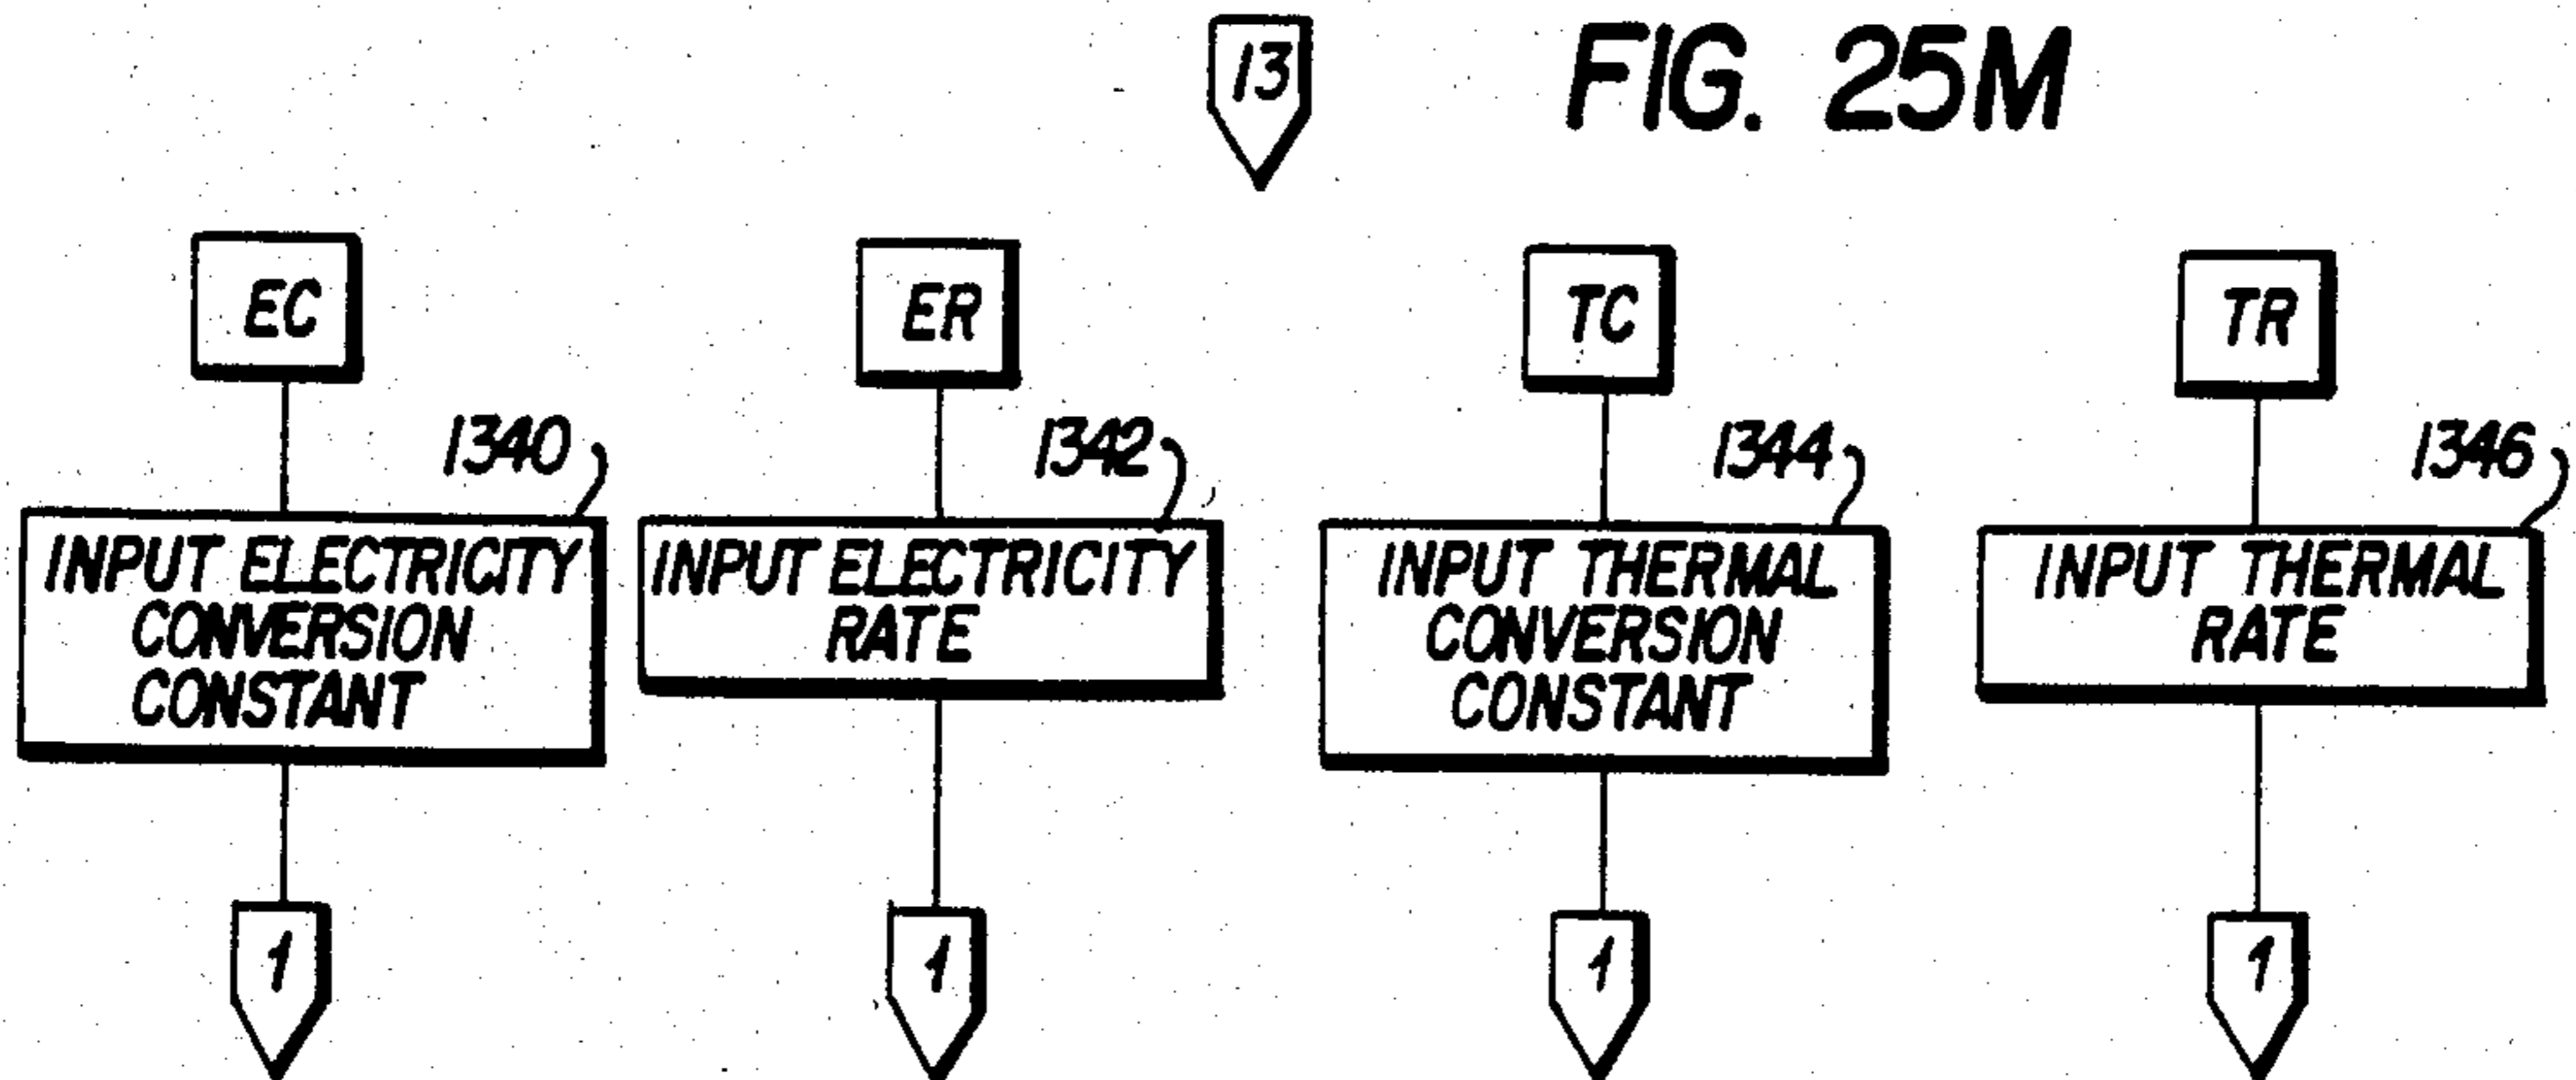 13
FIG. 25M
EC
ER
TC
TR
1340
1342
1344
1346
INPUT ELECTRICITY
CONVERSION
CONSTANT
INPUT ELECTRICITY
RATE
INPUT THERMAL
CONVERSION
CONSTANT
INPUT THERMAL
RATE
1
1
1
1